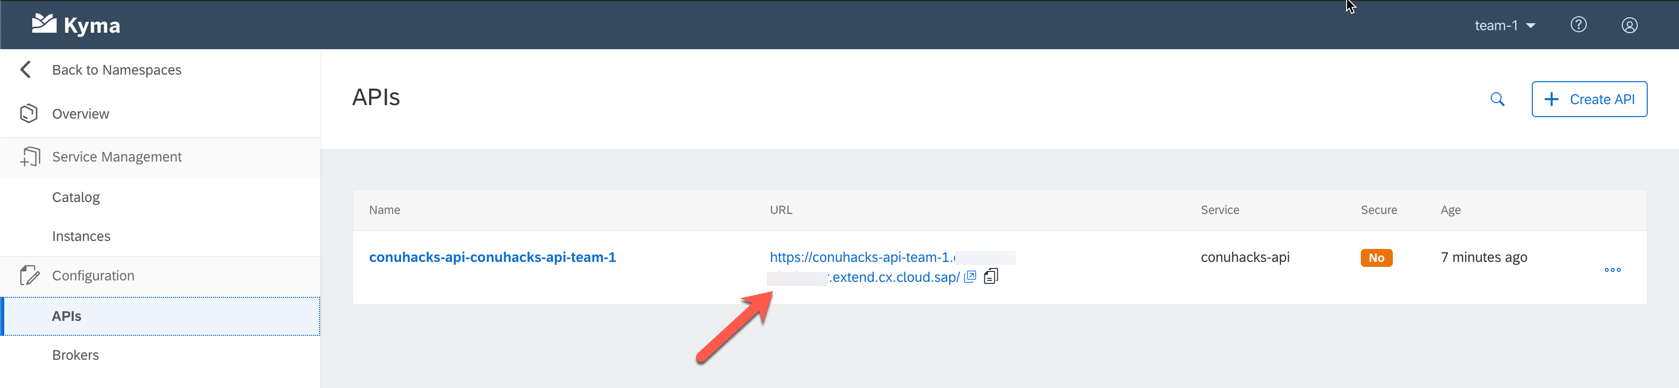 Kyma
team-1
Back to Namespaces
Overview
Service Management
Catalog
Instances
Configuration
APIs
Brokers
APIs
Create API
Name URL Service Secure Age
conuhacks-api-conuhacks-api-team-1 https://conuhacks-api-team-1. conuhacks-api No 7 minutes ago
.extend.cx.cloud.sap/